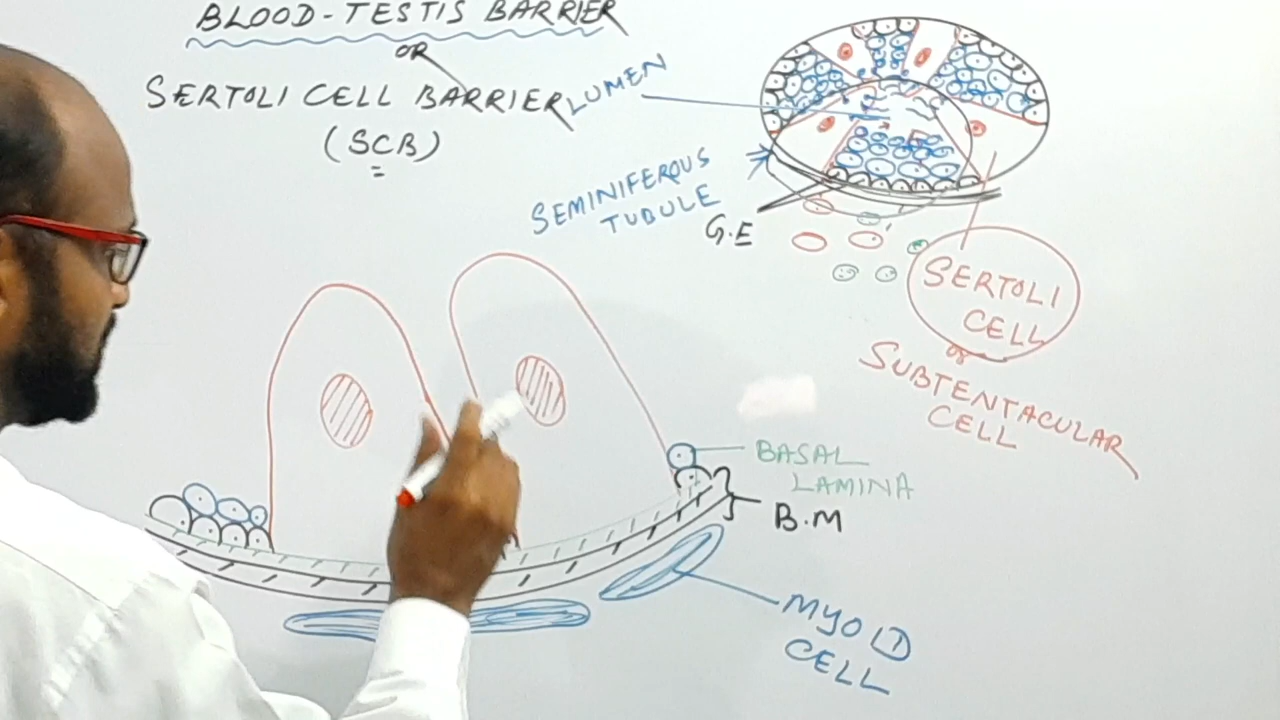 BLOOD-TESTIS BARRIER
OR
SERTOLI CELL BARRIER
(SCB)
LUMEN
SEMINIFEROUS
TUBULE
G.E
SERTOLI
CELL
or
SUBTENTACULAR
CELL
BASAL
LAMINA
B.M
MYOID
CELL